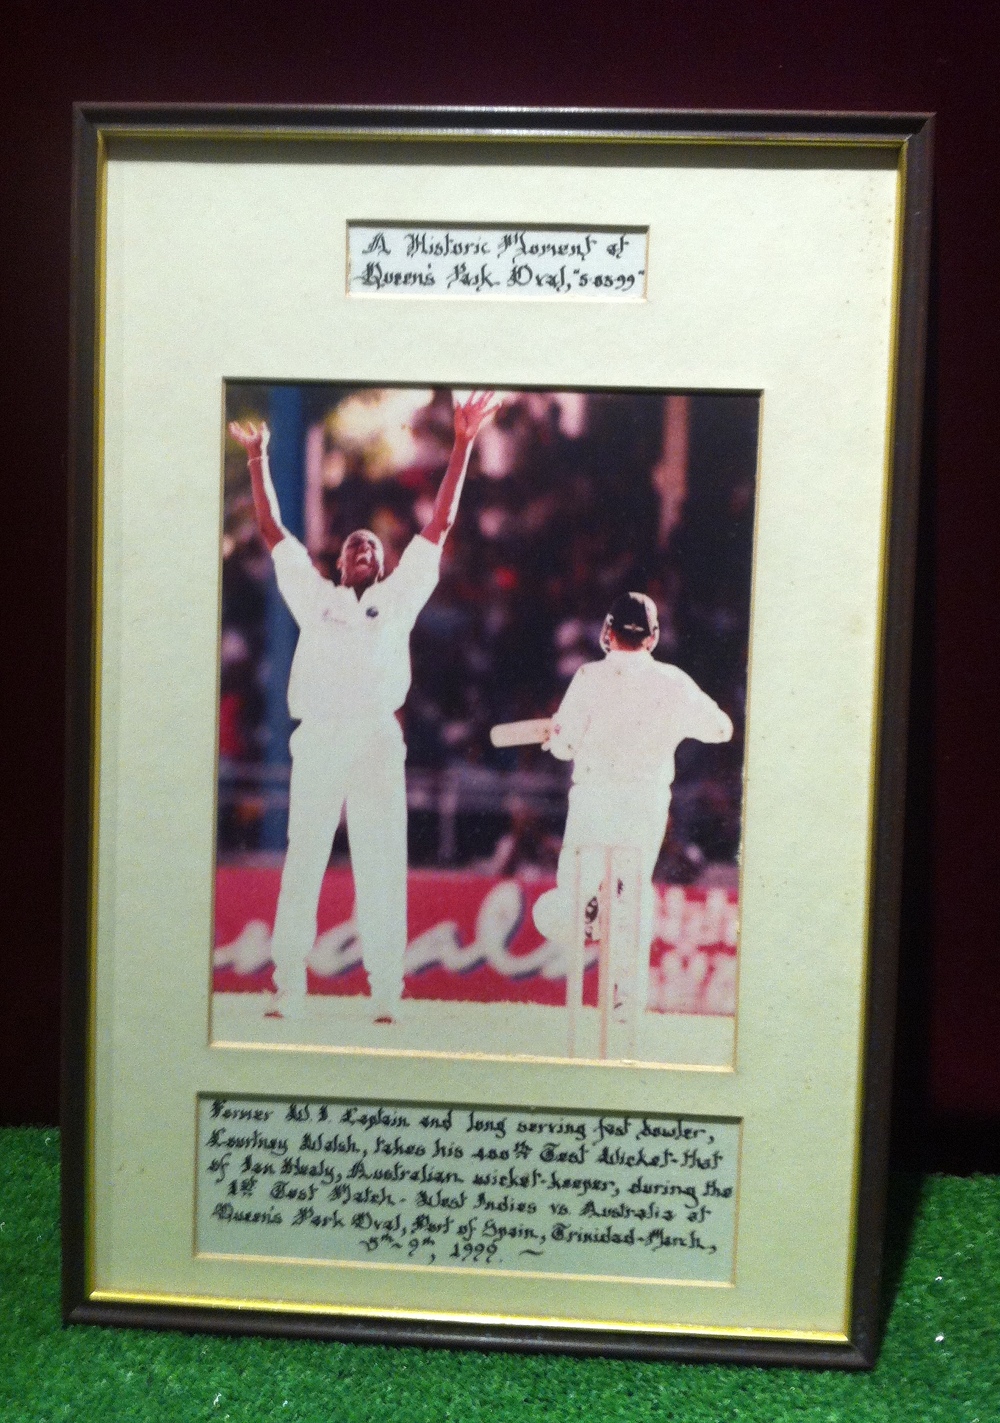 A Historic Moment at
Queen's Park Oval, "5-03-99"
Former W.I. Captain and long serving fast bowler,
Courtney Walsh, takes his 400th Test Wicket-that
of Ian Healy, Australian wicket-keeper, during the
1st Test Match - West Indies vs. Australia at
Queen's Park Oval, Port of Spain, Trinidad-March,
5th - 9th, 1999. ~